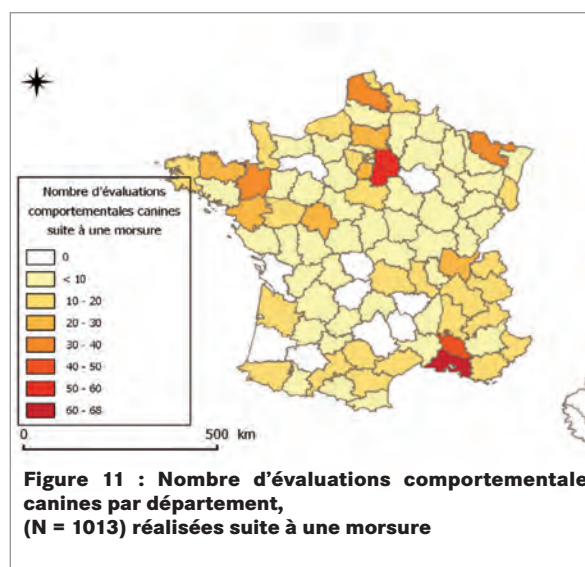 Nombre d'évaluations
comportementales canines
suite à une morsure
0
< 10
10 - 20
20 - 30
30 - 40
40 - 50
50 - 60
60 - 68
0 500 km
Figure 11 : Nombre d'évaluations comportementale
canines par département,
(N = 1013) réalisées suite à une morsure